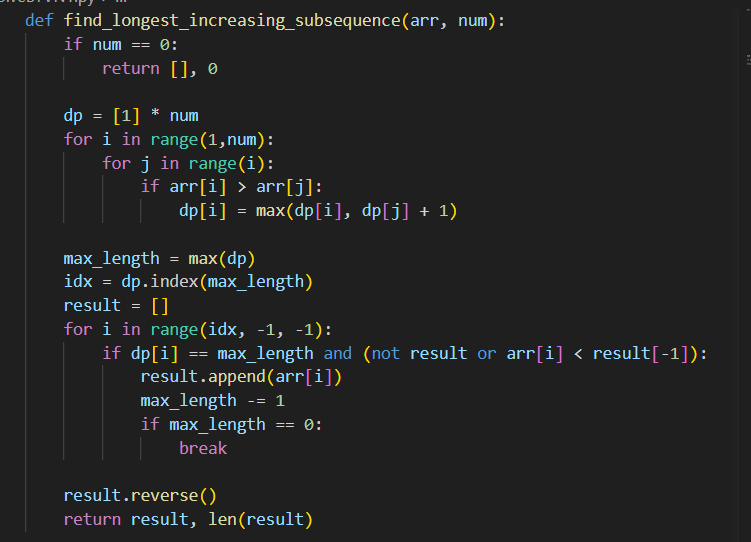 def find_longest_increasing_subsequence(arr, num):
    if num == 0:
        return [], 0
    dp = [1] * num
    for i in range(1,num):
        for j in range(i):
            if arr[i] > arr[j]:
                dp[i] = max(dp[i], dp[j] + 1)
    max_length = max(dp)
    idx = dp.index(max_length)
    result = []
    for i in range(idx, -1, -1):
        if dp[i] == max_length and (not result or arr[i] < result[-1]):
            result.append(arr[i])
            max_length -= 1
            if max_length == 0:
                break
    result.reverse()
    return result, len(result)